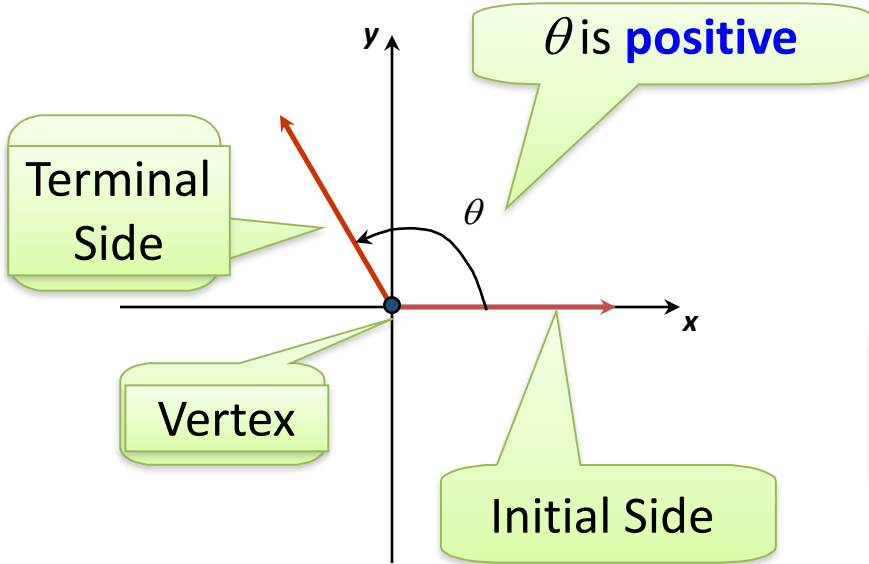 y
θ is positive
Terminal
Side
θ
x
Vertex
Initial Side